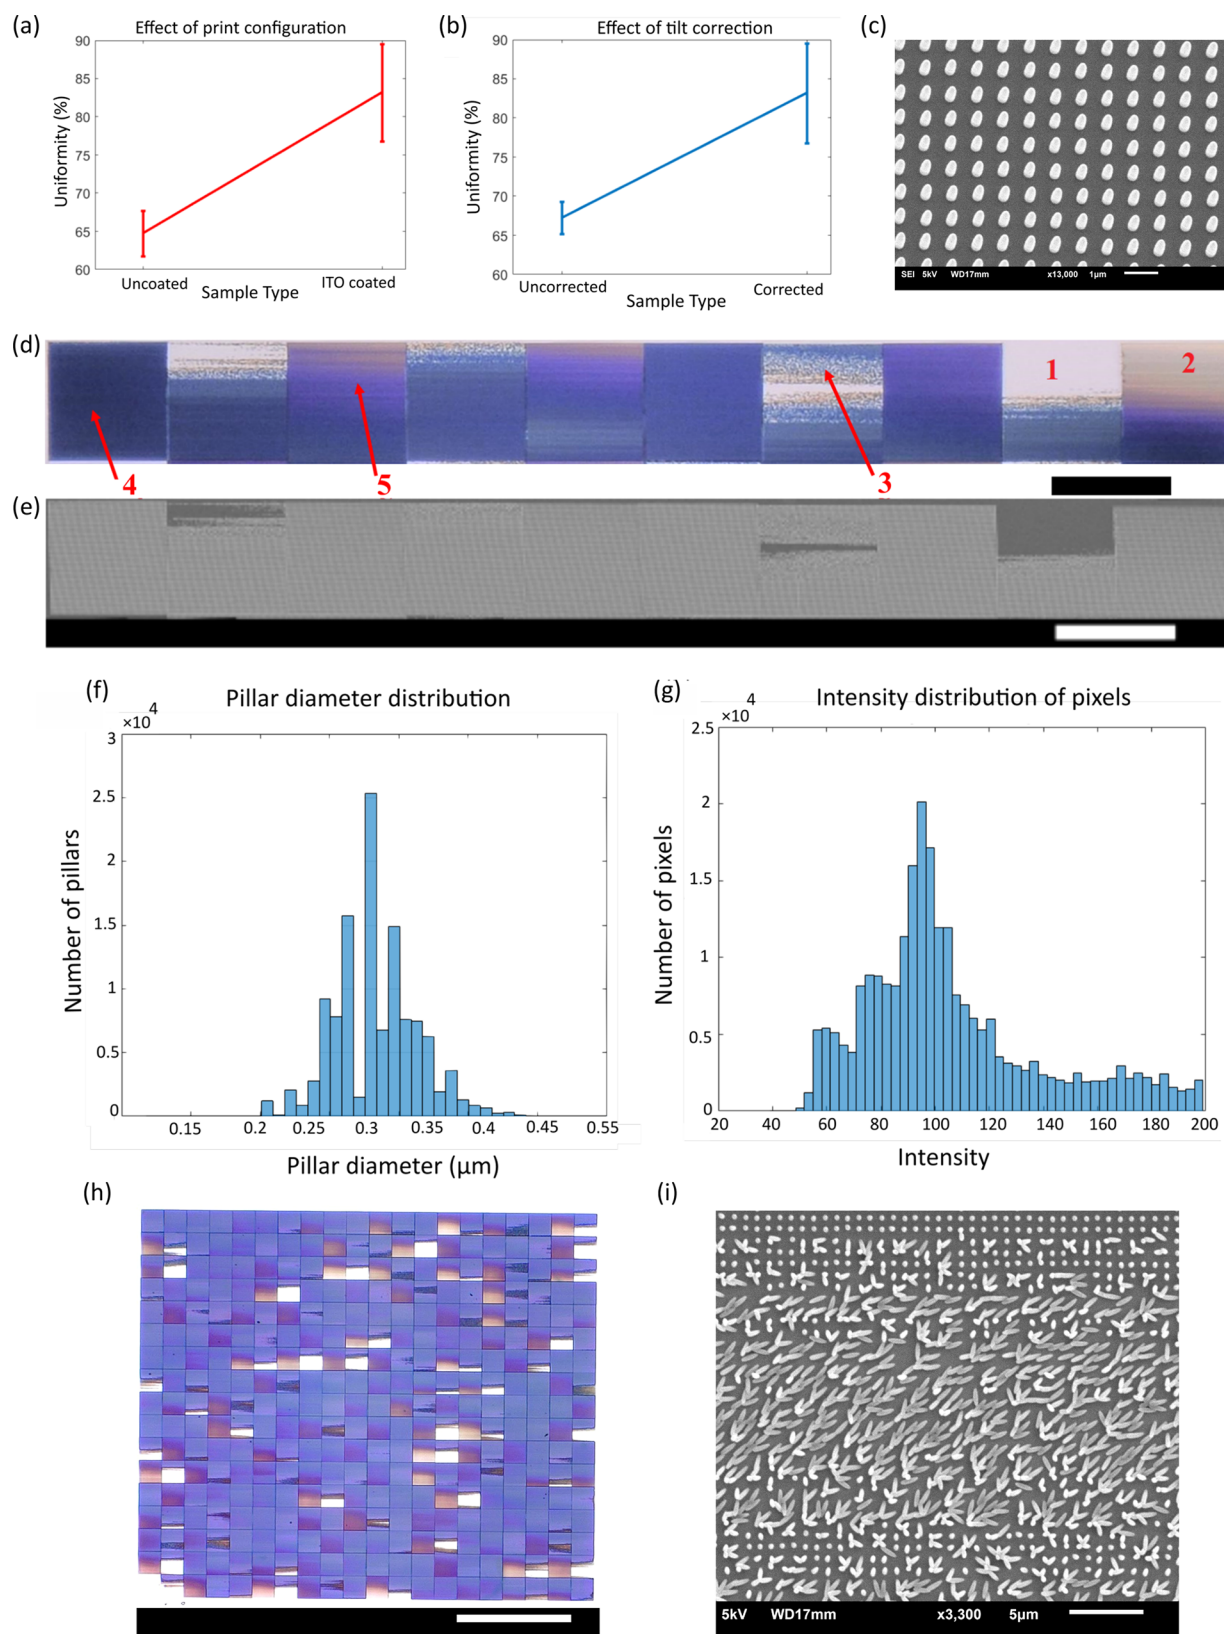 (a)
Effect of print configuration
90
85
80
75
70
65
60
Uniformity (%)
Uncoated
ITO coated
Sample Type
(b)
Effect of tilt correction
90
85
80
75
70
65
60
Uniformity (%)
Uncorrected
Corrected
Sample Type
(c)
SEI 5kV WD17mm x13,000 1µm
(d)
1
2
4
5
3
(e)
(f)
Pillar diameter distribution
×10 4
3
2.5
2
1.5
1
0.5
0
Number of pillars
0.15 0.2 0.25 0.3 0.35 0.4 0.45 0.55
Pillar diameter (µm)
(g)
Intensity distribution of pixels
×10 4
2.5
2
1.5
1
0.5
0
Number of pixels
20 40 60 80 100 120 140 160 180 200
Intensity
(h)
(i)
5kV WD17mm x3,300 5µm